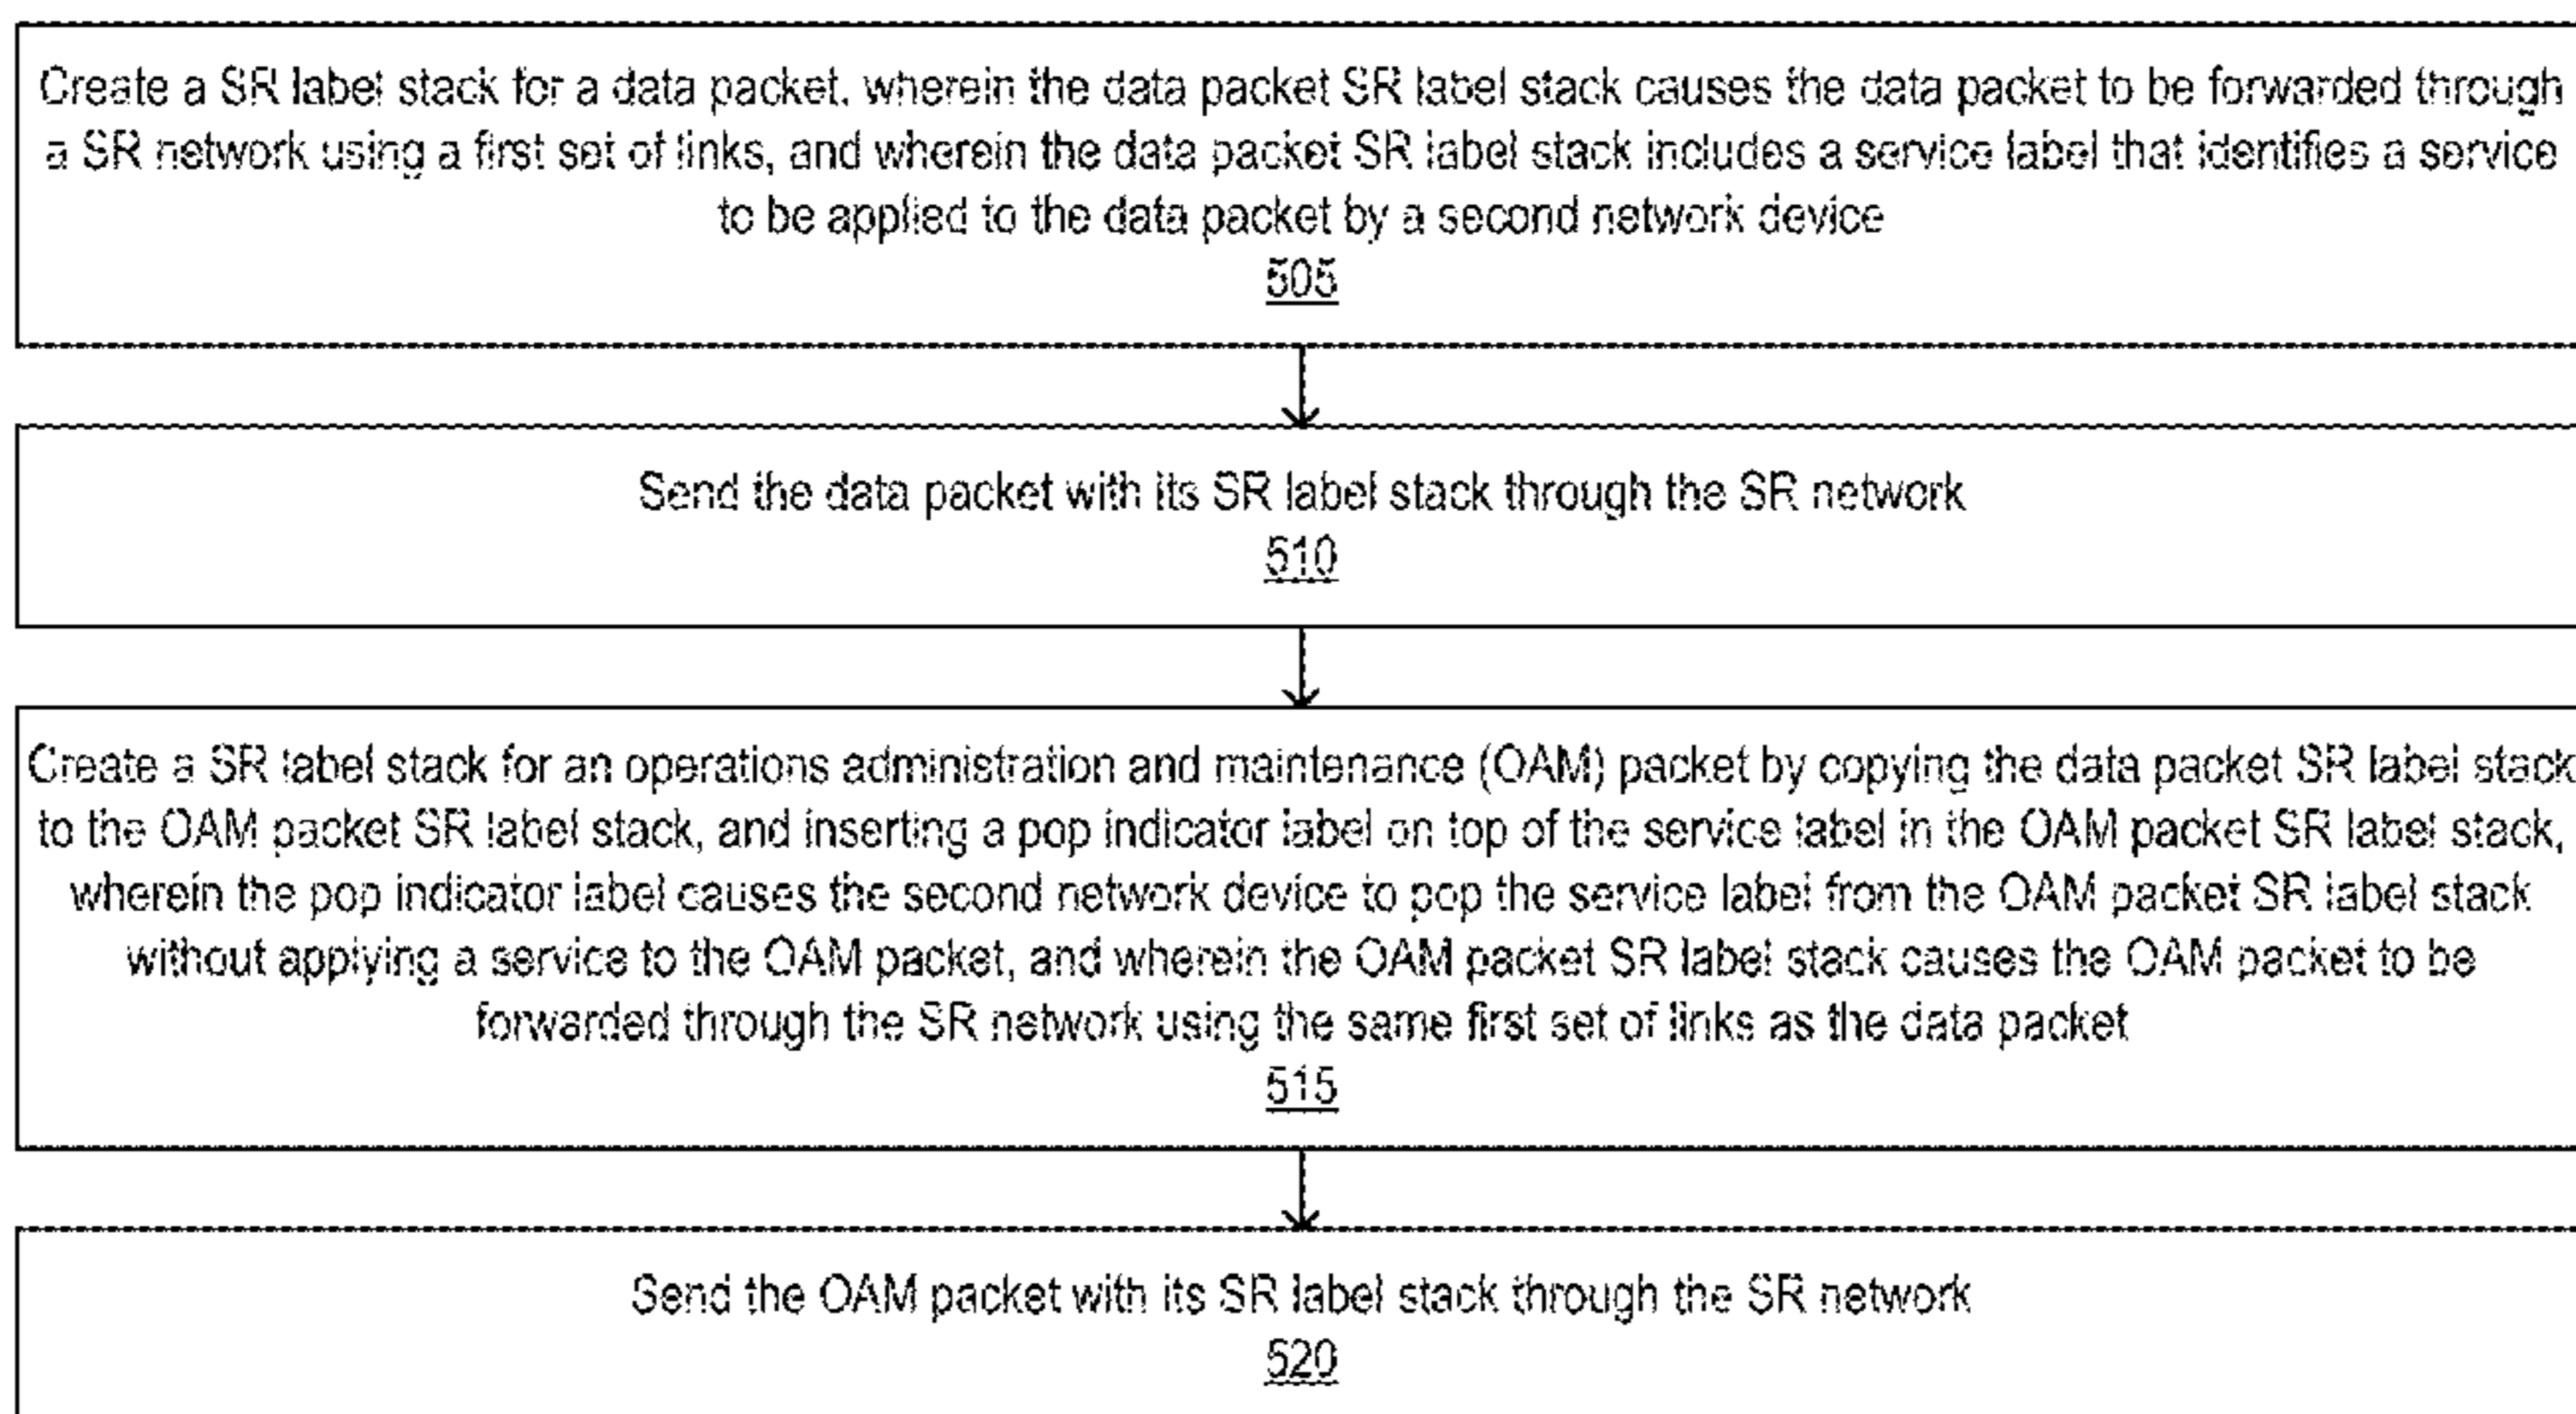 Create a SR label stack for a data packet, wherein the data packet SR label stack causes the data packet to be forwarded through
a SR network using a first set of links, and wherein the data packet SR label stack includes a service label that identifies a service
to be applied to the data packet by a second network device
505
Send the data packet with its SR label stack through the SR network
510
Create a SR label stack for an operations administration and maintenance (OAM) packet by copying the data packet SR label stack
to the OAM packet SR label stack, and inserting a pop indicator label on top of the service label in the OAM packet SR label stack,
wherein the pop indicator label causes the second network device to pop the service label from the OAM packet SR label stack
without applying a service to the OAM packet, and wherein the OAM packet SR label stack causes the OAM packet to be
forwarded through the SR network using the same first set of links as the data packet
515
Send the OAM packet with its SR label stack through the SR network
520